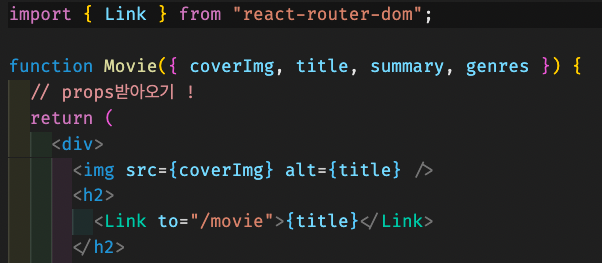 import { Link } from "react-router-dom";
function Movie({ coverImg, title, summary, genres }) {
// props받아오기 !
return (
<div>
<img src={coverImg} alt={title} />
<h2>
<Link to="/movie">{title}</Link>
</h2>